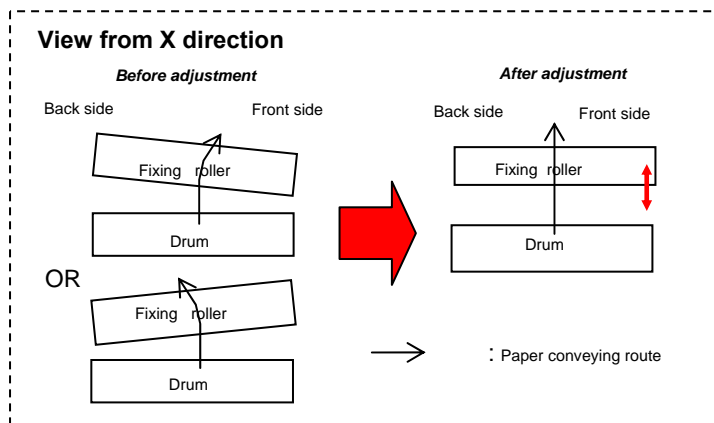 View from X direction
Before adjustment
After adjustment
Back side
Front side
Back side
Front side
Fixing roller
Fixing roller
Drum
Drum
OR
Fixing roller
: Paper conveying route
Drum